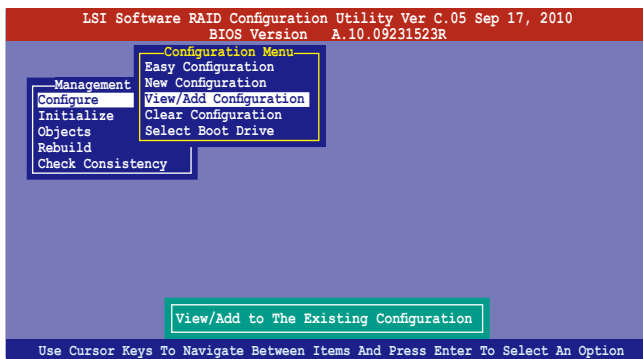 LSI Software RAID Configuration Utility Ver C.05 Sep 17, 2010
BIOS Version A.10.09231523R
Configuration Menu
Easy Configuration
New Configuration
View/Add Configuration
Clear Configuration
Select Boot Drive
Management
Configure
Initialize
Objects
Rebuild
Check Consistency
View/Add to The Existing Configuration
Use Cursor Keys To Navigate Between Items And Press Enter To Select An Option